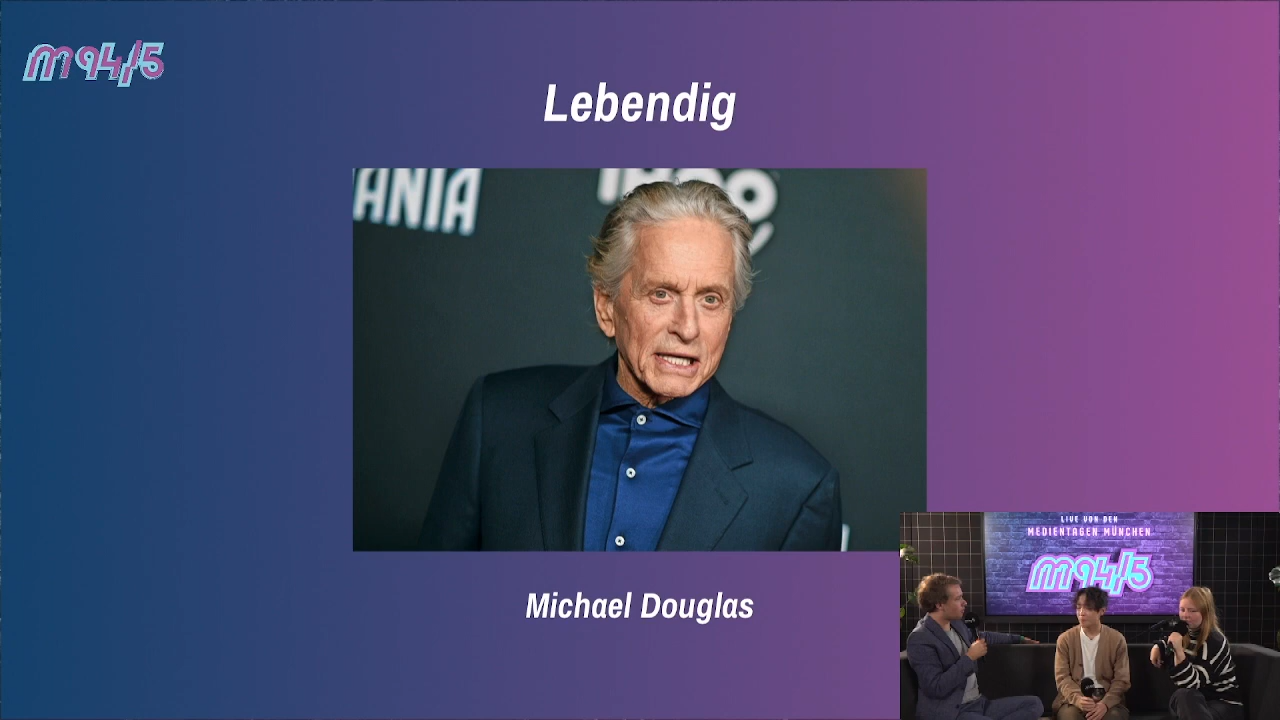 M94/5
Lebendig
ANIA
Michael Douglas
LIVE VON DEN
MEDIENTAGEN MÜNCHEN
M94/5